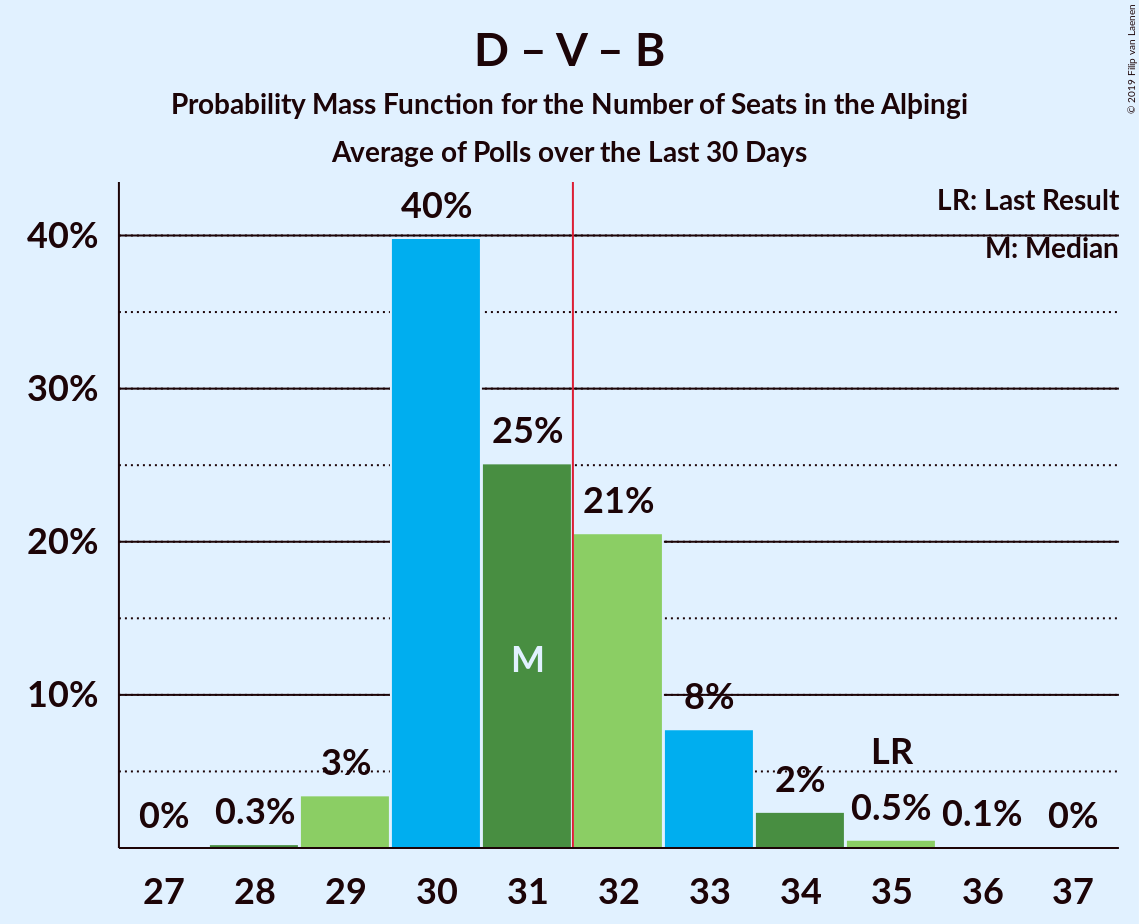 D – V – B
Probability Mass Function for the Number of Seats in the Alþingi
Average of Polls over the Last 30 Days
© 2019 Filip van Laenen
LR: Last Result
M: Median
40%
30%
20%
10%
0%
0.3%
3%
40%
25%
21%
8%
2%
0.5%
0.1%
0%
M
LR
27 28 29 30 31 32 33 34 35 36 37